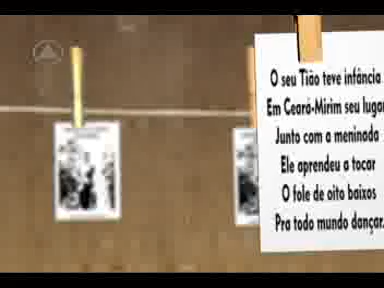 O seu Tião teve infância
Em Ceará-Mirim seu lugar
Junto com a meninada
Ele aprendeu a tocar
O fole de oito baixos
Pra todo mundo dançar.